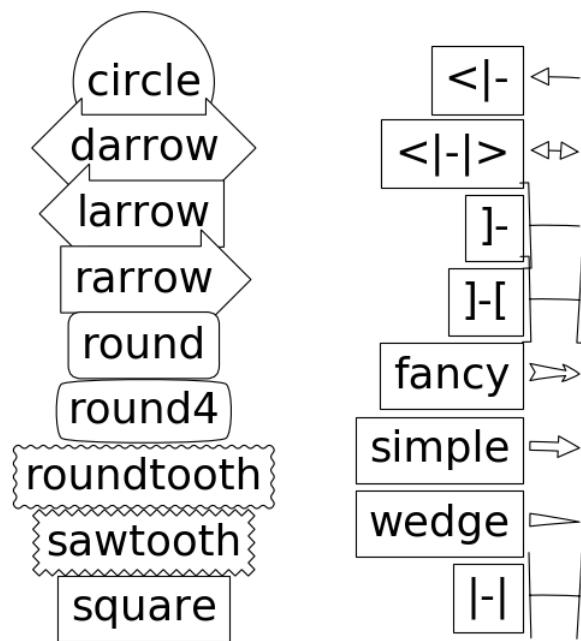 circle
darrow
larrow
rarrow
round
round4
roundtooth
sawtooth
square
<|-
<|-|>
]-
]-[
fancy
simple
wedge
|-|